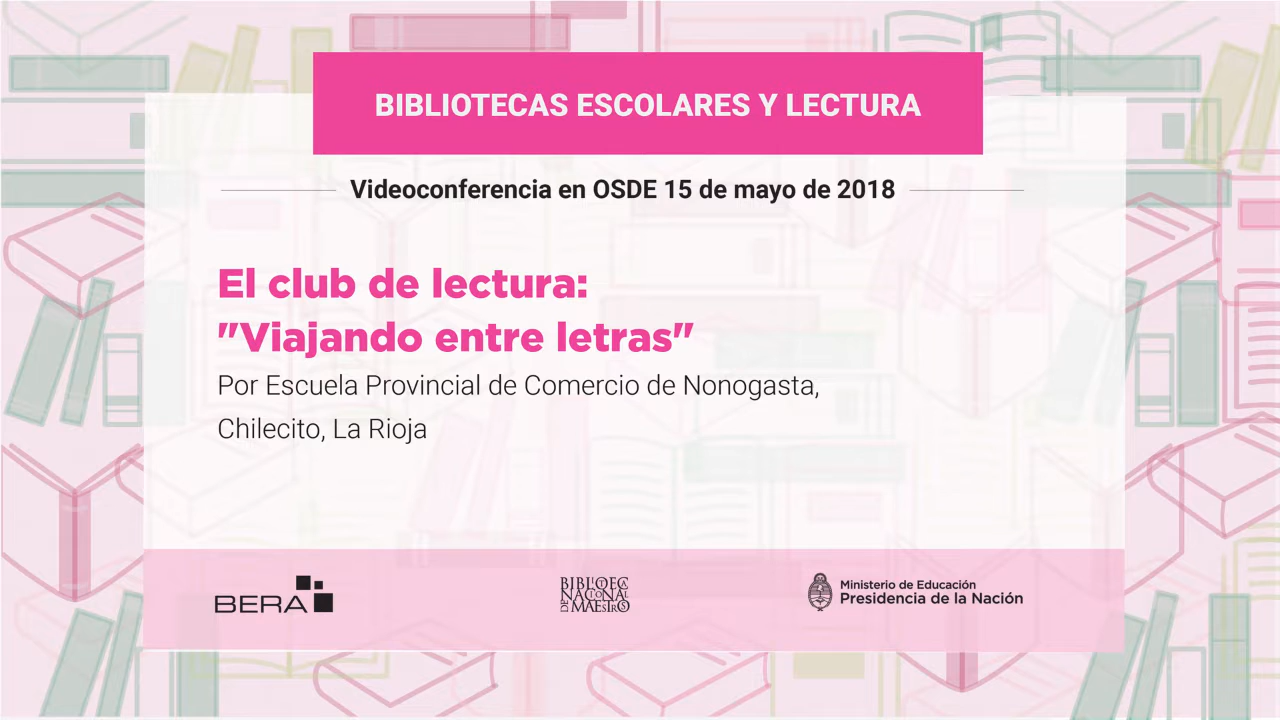 BIBLIOTECAS ESCOLARES Y LECTURA
Videoconferencia en OSDE 15 de mayo de 2018
El club de lectura:
"Viajando entre letras"
Por Escuela Provincial de Comercio de Nonogasta,
Chilecito, La Rioja
BERA
BIBLIOTECA
NACIONAL
DE MAESTROS
Ministerio de Educación
Presidencia de la Nación